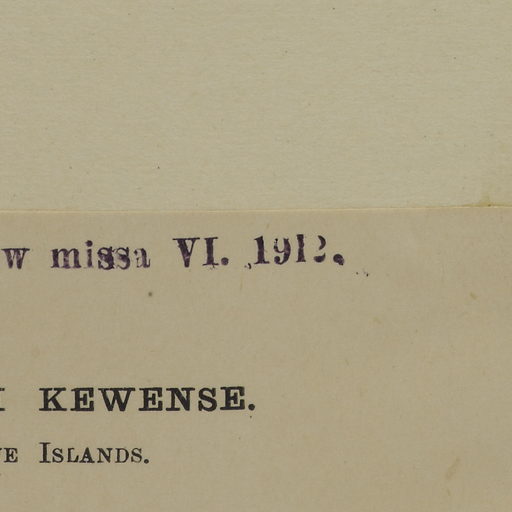 w missa VI. 1912.
KEWENSE.
E ISLANDS.